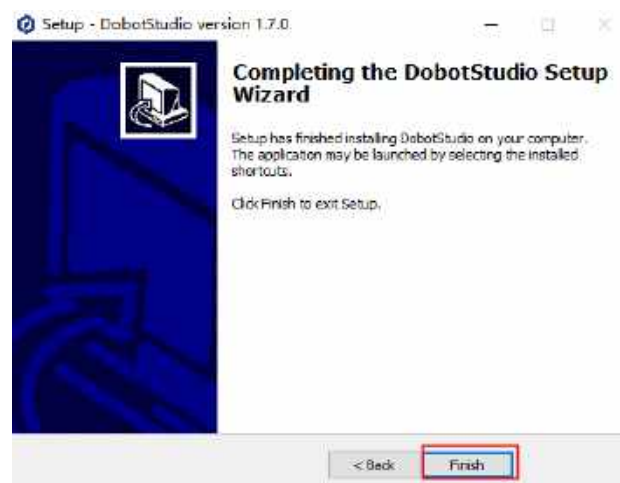 Setup - DobotStudio version 1.7.0
Completing the DobotStudio Setup
Wizard
Setup has finished installing DobotStudio on your computer.
The application may be launched by selecting the installed
shortcuts.
Click Finish to exit Setup.
< Back
Finish